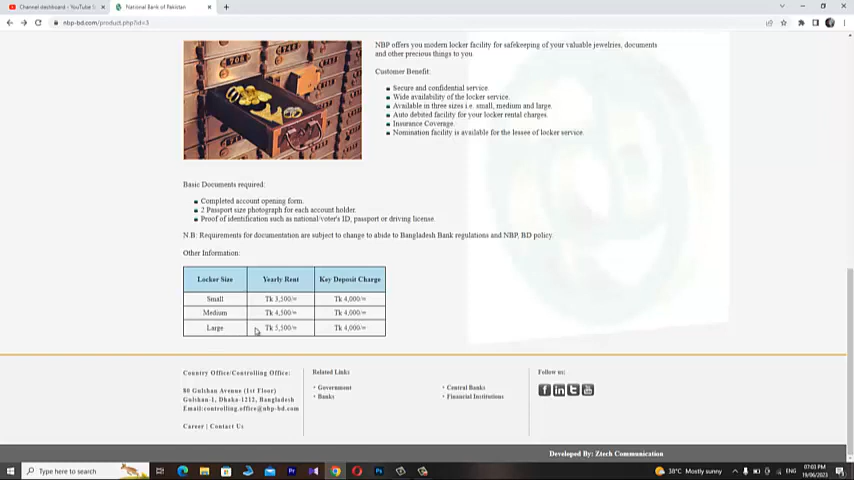 Channel dashboard - YouTube S
National Bank of Pakistan
nbp-bd.com/product.php?id=3
NBP offers you modern locker facility for safekeeping of your valuable jewelries, documents
and other precious things to you.
Customer Benefit:
Secure and confidential service.
Wide availability of the locker service.
Available in three sizes i.e. small, medium and large.
Auto debited facility for your locker rental charges.
Insurance Coverage.
Nomination facility is available for the lessee of locker service.
Basic Documents required:
Completed account opening form.
2 Passport size photograph for each account holder.
Proof of identification such as national/voter's ID, passport or driving license.
N.B: Requirements for documentation are subject to change to abide to Bangladesh Bank regulations and NBP, BD policy.
Other Information:
Locker Size Yearly Rent Key Deposit Charge
Small Tk 3,500/= Tk 4,000/=
Medium Tk 4,500/= Tk 4,000/=
Large Tk 5,500/= Tk 4,000/=
Country Office/Controlling Office: Related Links Follow us:
80 Gulshan Avenue (1st Floor) Government Central Banks
Gulshan-1, Dhaka-1212, Bangladesh Banks Financial Institutions
Email:controlling.office@nbp-bd.com
Career | Contact Us
Developed By: Ztech Communication
Type here to search
38°C Mostly sunny
ENG
07:03 PM
19/06/2023